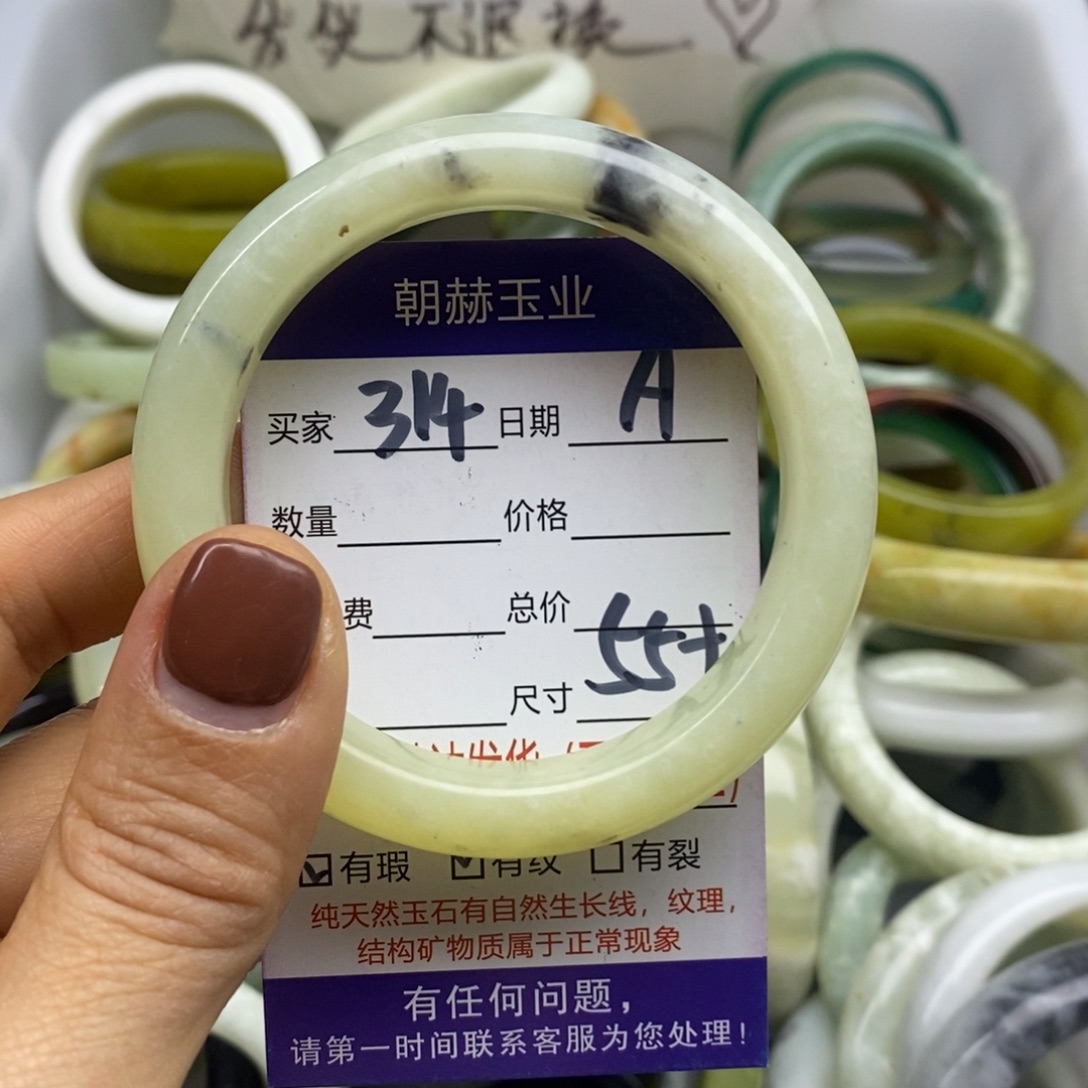 不退换
朝赫玉业
买家 314 日期 A
数量 价格
费 总价
尺寸 55+
有瑕 有纹 有裂
纯天然玉石有自然生长线，纹理，
结构矿物质属于正常现象
有任何问题，
请第一时间联系客服为您处理！